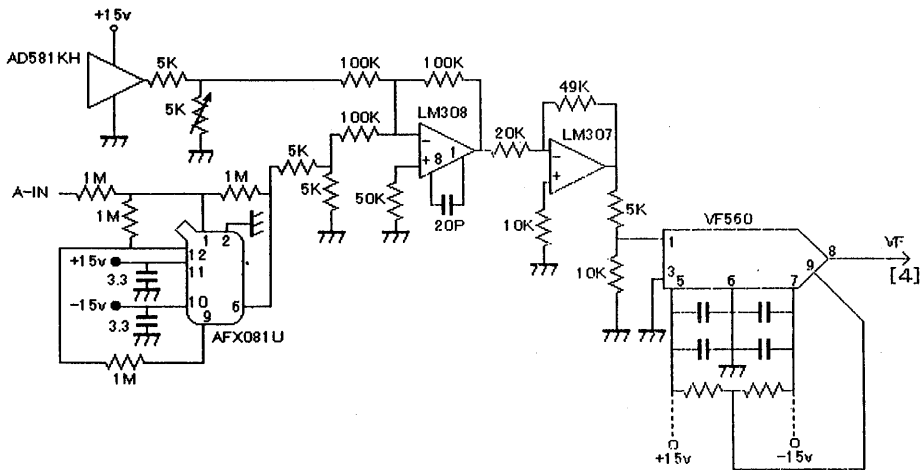 +15v
AD581KH
5K
5K
100K
100K
100K
LM308
-
+
8
1
20P
50K
5K
5K
20K
49K
LM307
-
+
10K
5K
10K
A-IN
1M
1M
1M
1
2
12
11
10
9
6
+15v
3.3
-15v
3.3
AFX081U
1M
VF560
1
3
5
6
7
9
8
VF
[4]
+15v
-15v